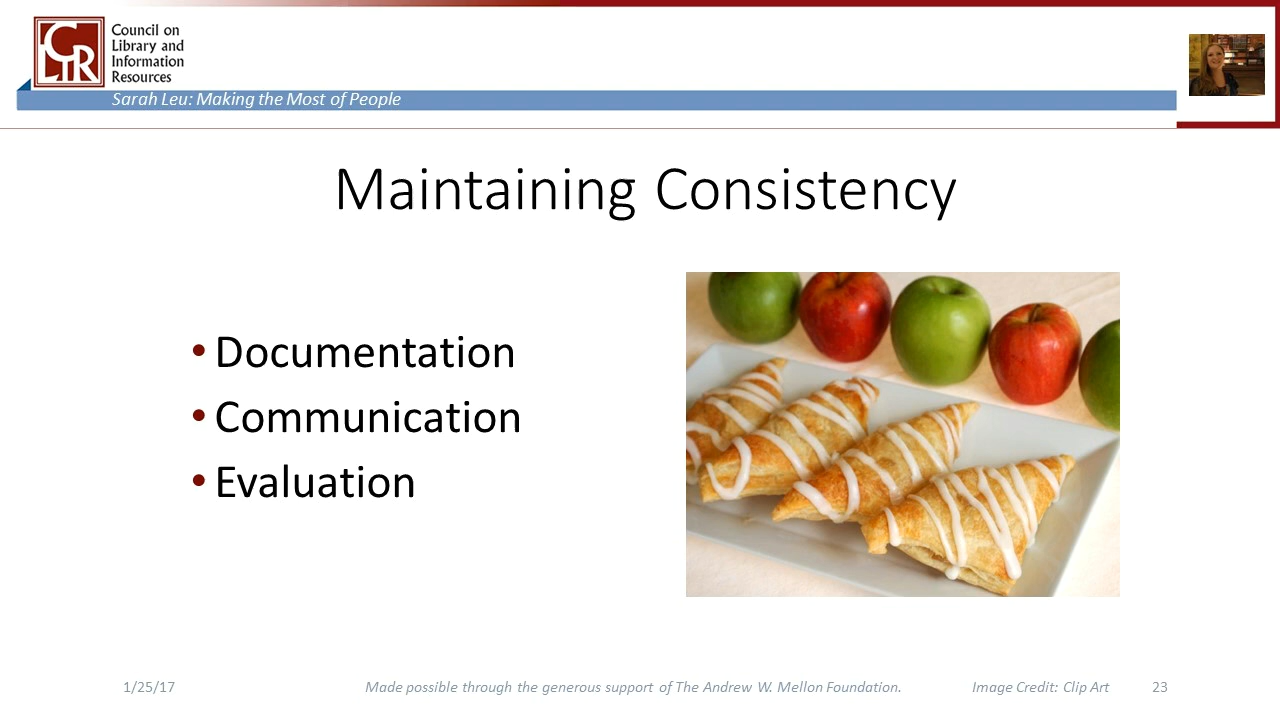 CLIR
Council on
Library and
Information
Resources
Sarah Leu: Making the Most of People
Maintaining Consistency
• Documentation
• Communication
• Evaluation
1/25/17
Made possible through the generous support of The Andrew W. Mellon Foundation.
Image Credit: Clip Art
23